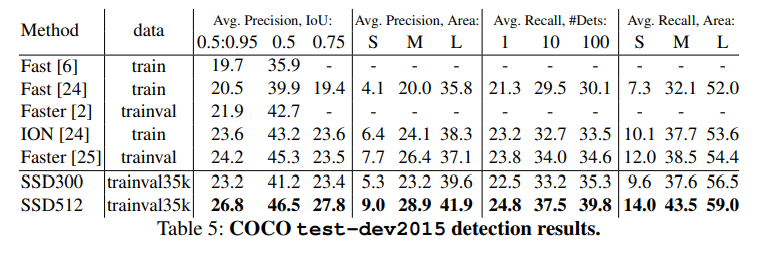 Method data Avg. Precision, IoU: Avg. Precision, Area: Avg. Recall, #Dets: Avg. Recall, Area:
0.5:0.95 0.5 0.75 S M L 1 10 100 S M L
Fast [6] train 19.7 35.9 - - - - - - - - - -
Fast [24] train 20.5 39.9 19.4 4.1 20.0 35.8 21.3 29.5 30.1 7.3 32.1 52.0
Faster [2] trainval 21.9 42.7 - - - - - - - - - -
ION [24] train 23.6 43.2 23.6 6.4 24.1 38.3 23.2 32.7 33.5 10.1 37.7 53.6
Faster [25] trainval 24.2 45.3 23.5 7.7 26.4 37.1 23.8 34.0 34.6 12.0 38.5 54.4
SSD300 trainval35k 23.2 41.2 23.4 5.3 23.2 39.6 22.5 33.2 35.3 9.6 37.6 56.5
SSD512 trainval35k 26.8 46.5 27.8 9.0 28.9 41.9 24.8 37.5 39.8 14.0 43.5 59.0
Table 5: COCO test-dev2015 detection results.